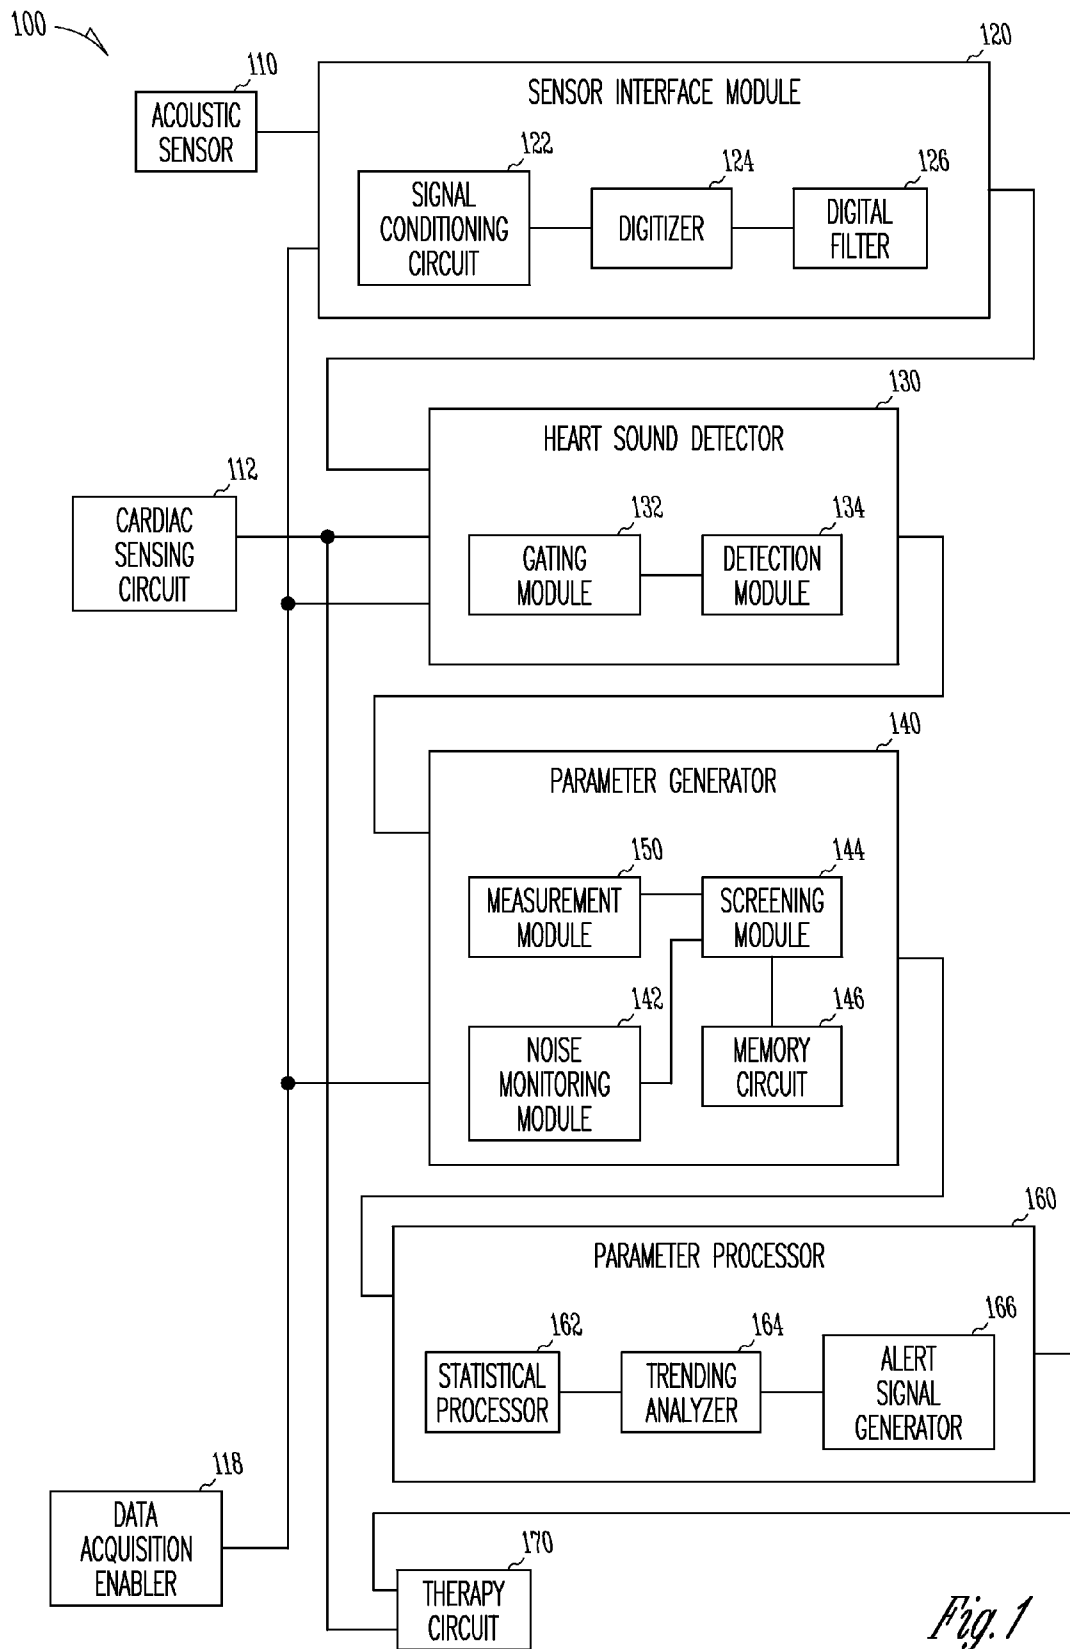 100
110
ACOUSTIC
SENSOR
120
SENSOR INTERFACE MODULE
122
SIGNAL
CONDITIONING
CIRCUIT
124
DIGITIZER
126
DIGITAL
FILTER
130
HEART SOUND DETECTOR
112
CARDIAC
SENSING
CIRCUIT
132
GATING
MODULE
134
DETECTION
MODULE
140
PARAMETER GENERATOR
150
MEASUREMENT
MODULE
144
SCREENING
MODULE
142
NOISE
MONITORING
MODULE
146
MEMORY
CIRCUIT
160
PARAMETER PROCESSOR
162
STATISTICAL
PROCESSOR
164
TRENDING
ANALYZER
166
ALERT
SIGNAL
GENERATOR
118
DATA
ACQUISITION
ENABLER
170
THERAPY
CIRCUIT
Fig. 1